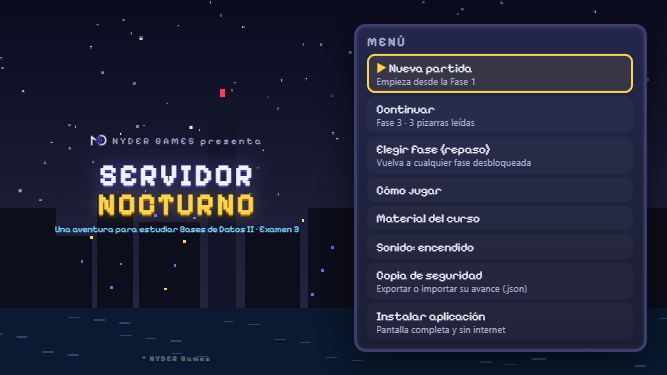 NYDER GAMES presenta
SERVIDOR
NOCTURNO
Una aventura para estudiar Bases de Datos II · Examen 3
* NYDER Games
MENÚ
▶ Nueva partida
Empieza desde la Fase 1
Continuar
Fase 3 · 3 pizarras leídas
Elegir fase (repaso)
Vuelva a cualquier fase desbloqueada
Cómo jugar
Material del curso
Sonido: encendido
Copia de seguridad
Exportar o importar su avance (.json)
Instalar aplicación
Pantalla completa y sin internet